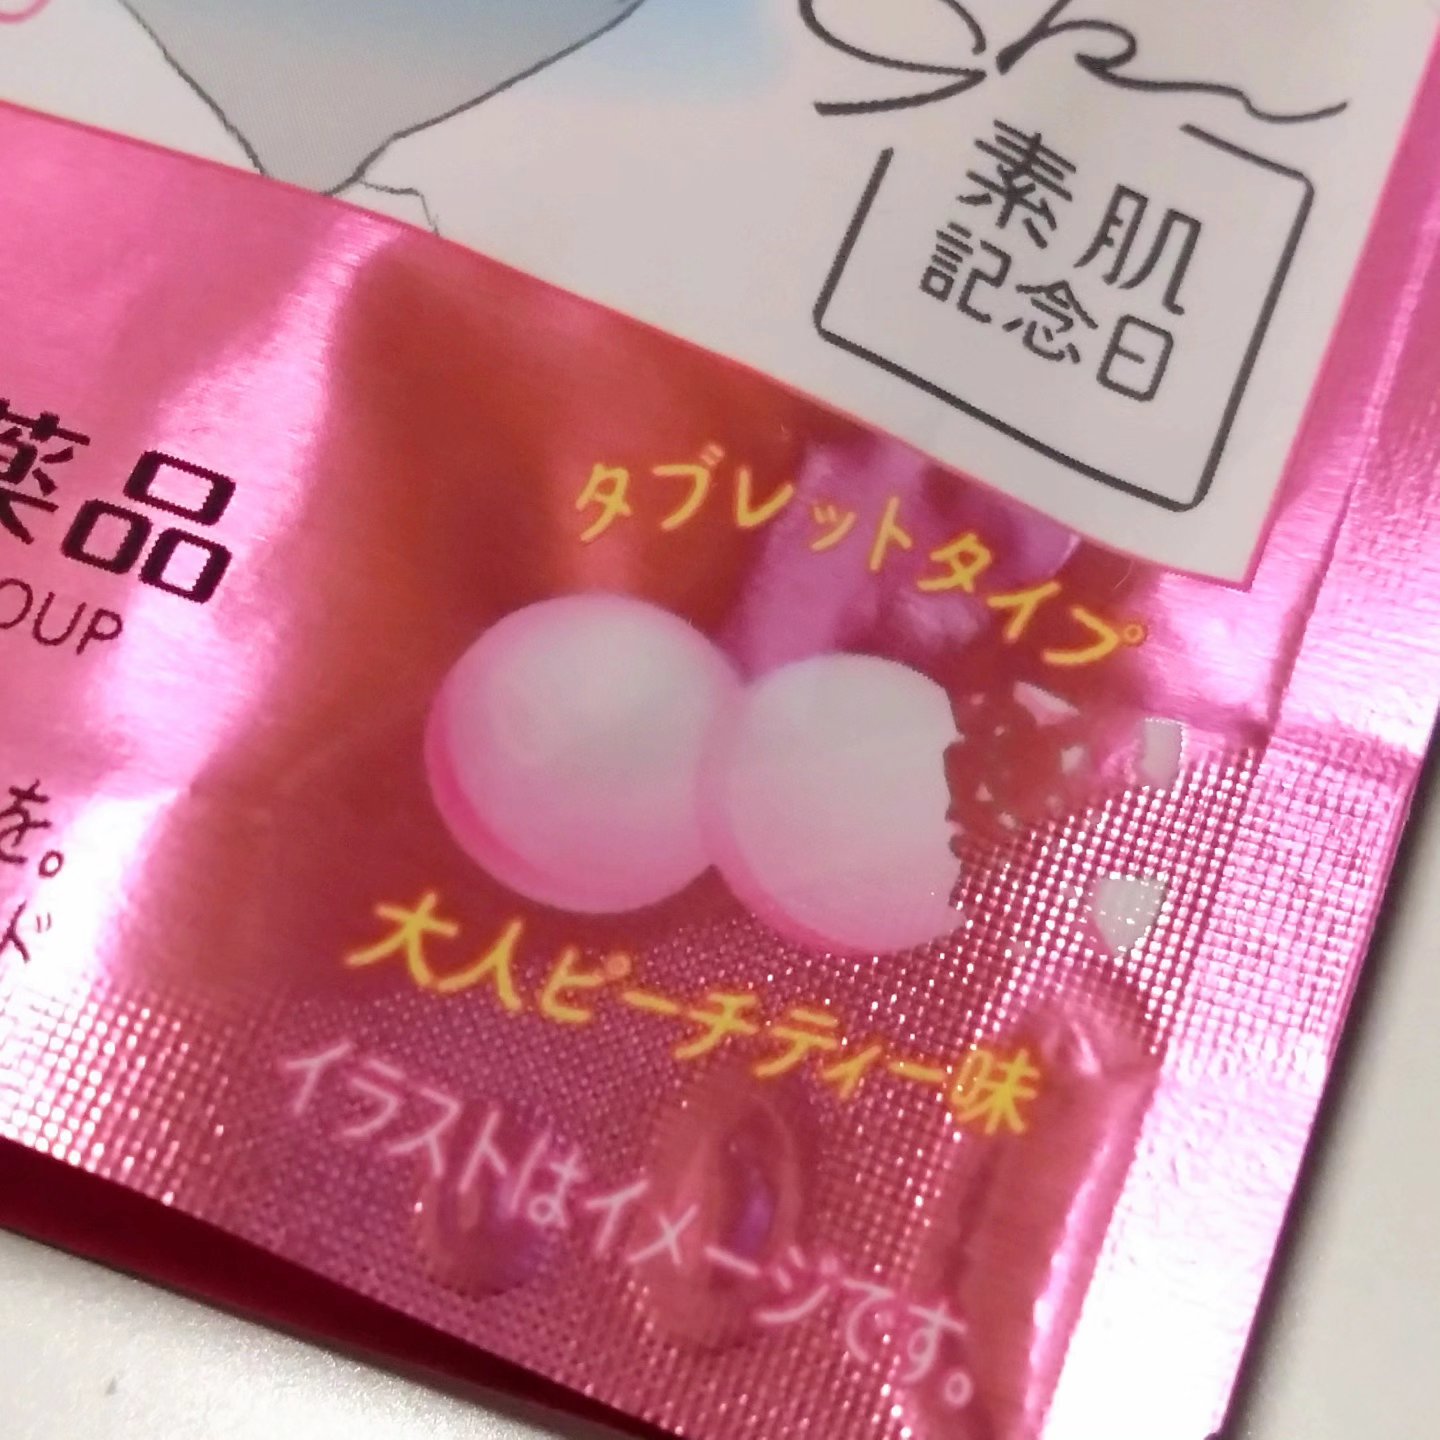 素肌
記念日
薬品
OUP
タブレットタイプ
を。
ド
大人ピーチティー味
イラストはイメージです。